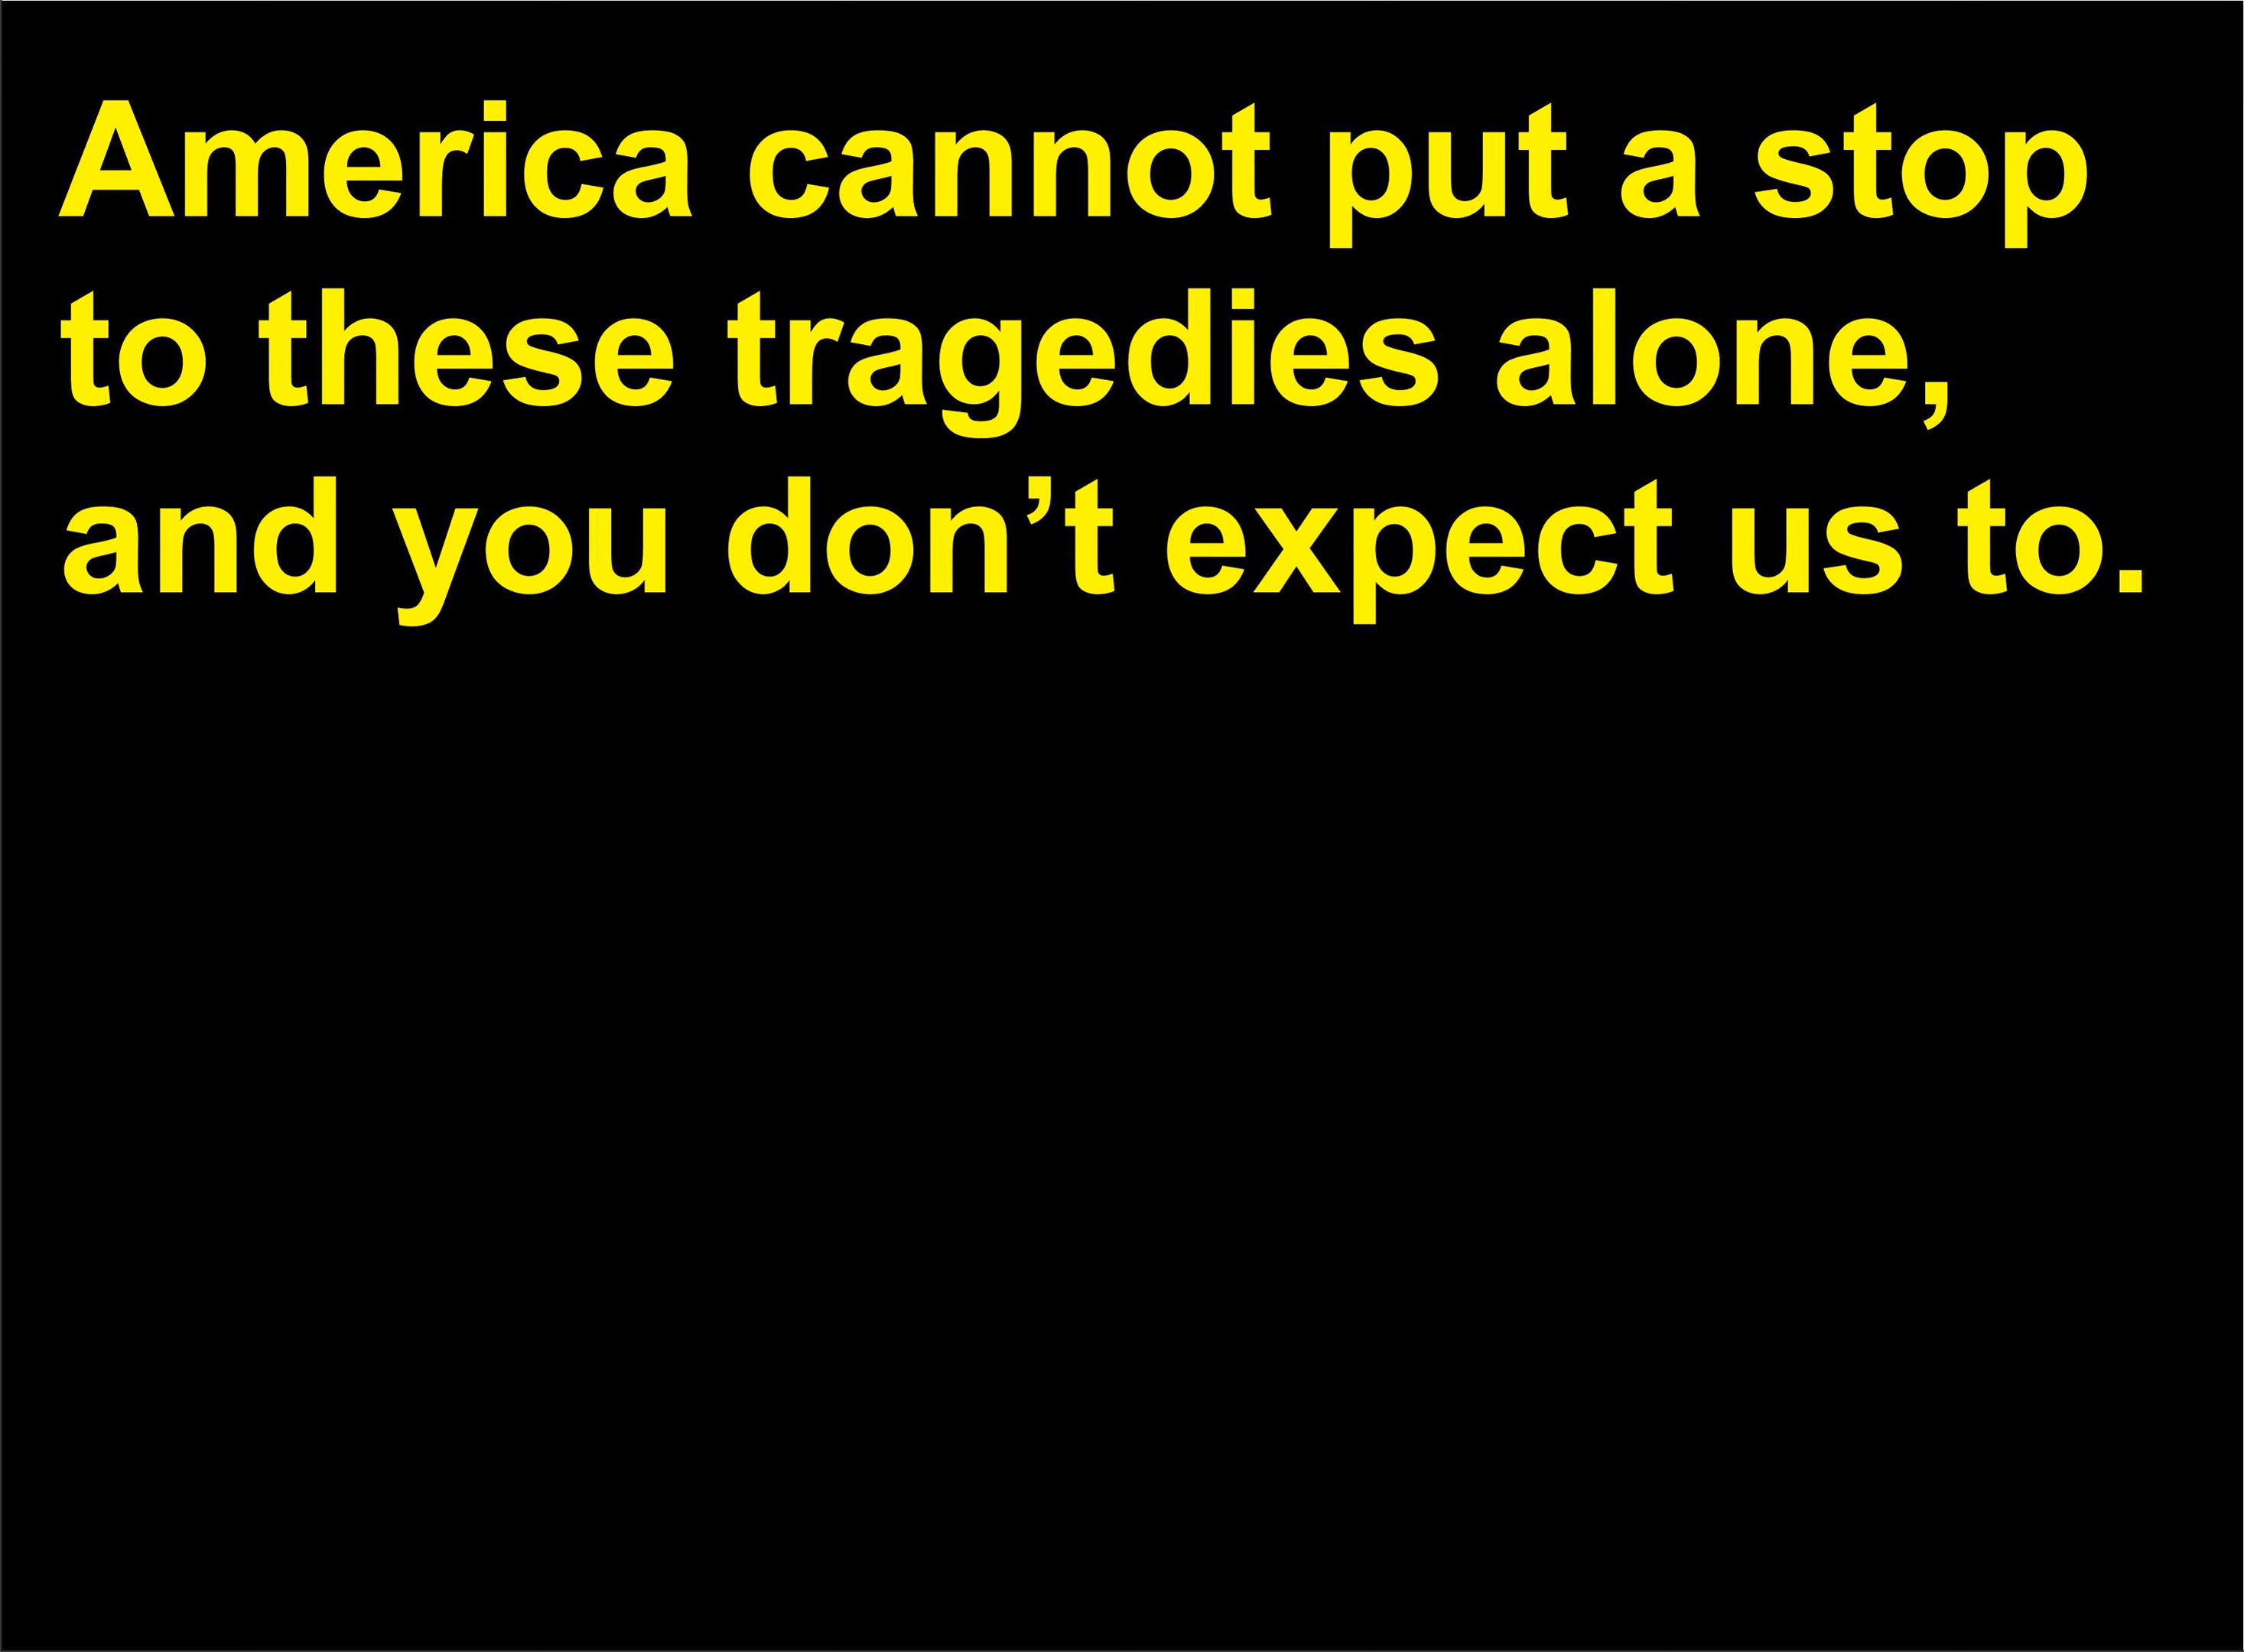 America cannot put a stop
to these tragedies alone,
and you don’t expect us to.